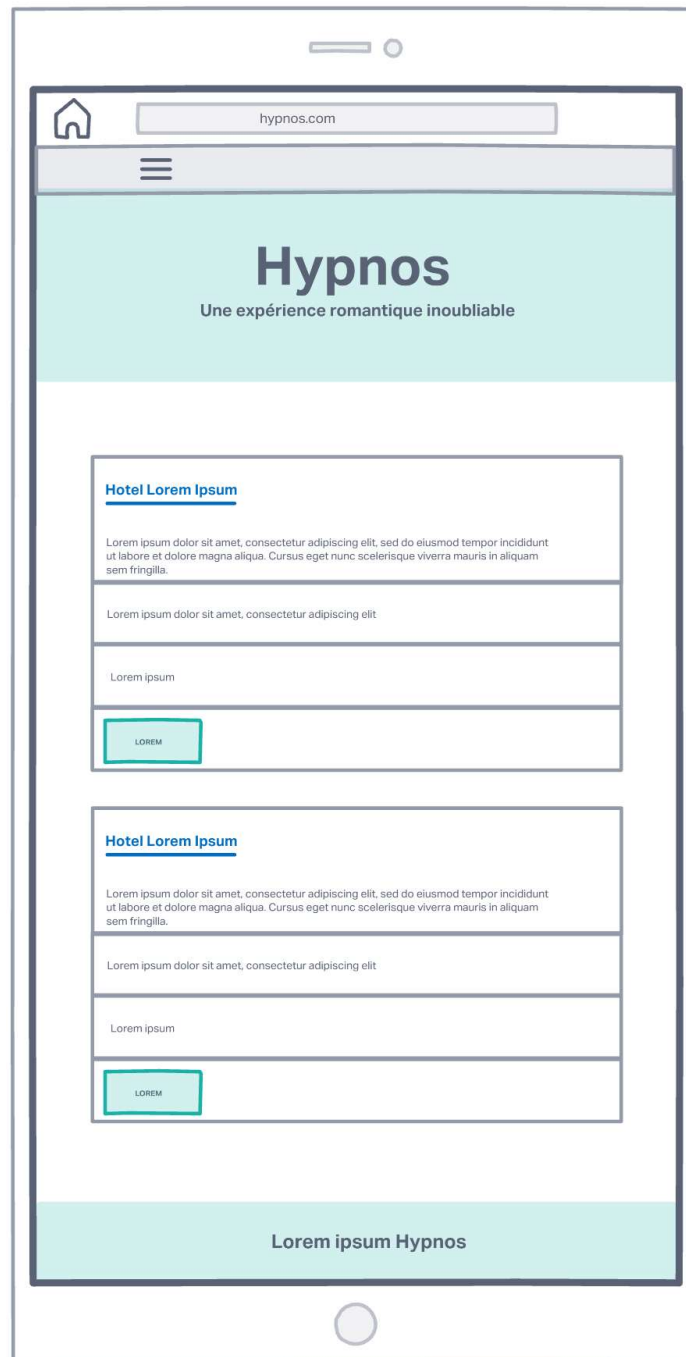 hypnos.com
Hypnos
Une expérience romantique inoubliable
Hotel Lorem Ipsum
Lorem ipsum dolor sit amet, consectetur adipiscing elit, sed do eiusmod tempor incididunt
ut labore et dolore magna aliqua. Cursus eget nunc scelerisque viverra mauris in aliquam
sem fringilla.
Lorem ipsum dolor sit amet, consectetur adipiscing elit
Lorem ipsum
LOREM
Hotel Lorem Ipsum
Lorem ipsum dolor sit amet, consectetur adipiscing elit, sed do eiusmod tempor incididunt
ut labore et dolore magna aliqua. Cursus eget nunc scelerisque viverra mauris in aliquam
sem fringilla.
Lorem ipsum dolor sit amet, consectetur adipiscing elit
Lorem ipsum
LOREM
Lorem ipsum Hypnos